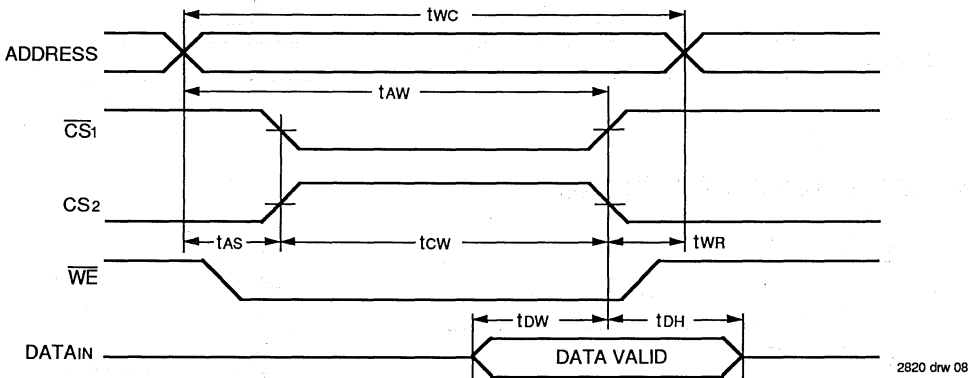 tWC
ADDRESS
tAW
CS1
CS2
tAS tCW tWR
WE
tDW tDH
DATAIN DATA VALID
2820 drw 08